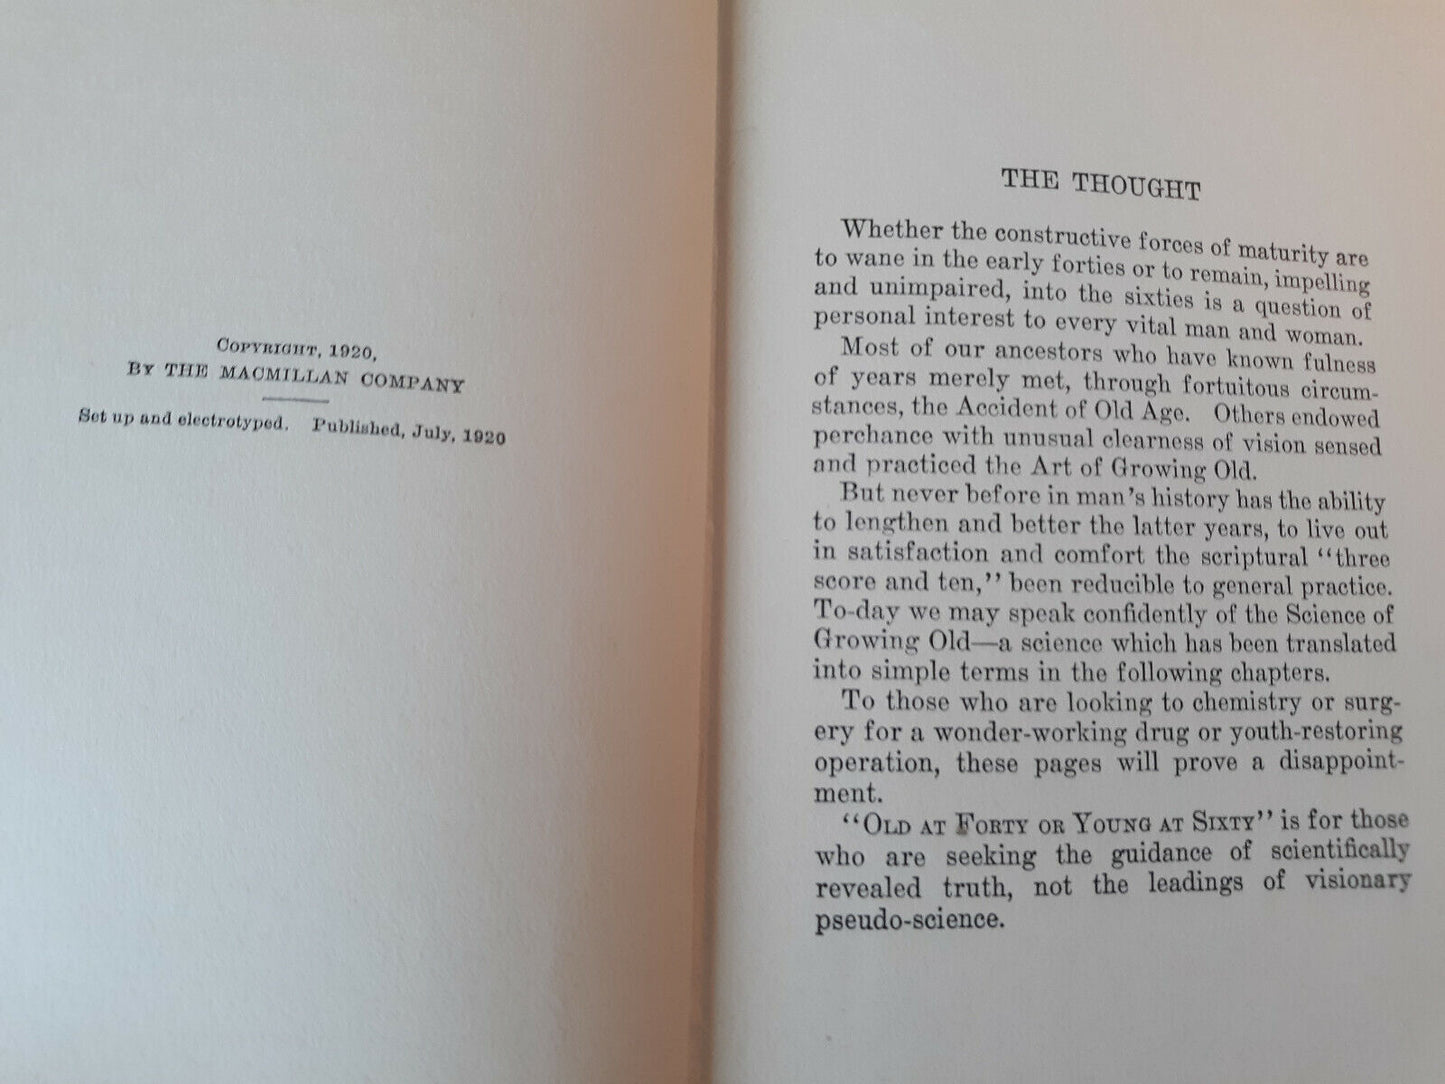 COPYRIGHT, 1920,
BY THE MACMILLAN COMPANY
Set up and electrotyped. Published, July, 1920
THE THOUGHT
Whether the constructive forces of maturity are
to wane in the early forties or to remain, impelling
and unimpaired, into the sixties is a question of
personal interest to every vital man and woman.
Most of our ancestors who have known fulness
of years merely met, through fortuitous circum-
stances, the Accident of Old Age. Others endowed
perchance with unusual clearness of vision sensed
and practiced the Art of Growing Old.
But never before in man's history has the ability
to lengthen and better the latter years, to live out
in satisfaction and comfort the scriptural "three
score and ten," been reducible to general practice.
To-day we may speak confidently of the Science of
Growing Old—a science which has been translated
into simple terms in the following chapters.
To those who are looking to chemistry or surg-
ery for a wonder-working drug or youth-restoring
operation, these pages will prove a disappoint-
ment.
"OLD AT FORTY OR YOUNG AT SIXTY" is for those
who are seeking the guidance of scientifically
revealed truth, not the leadings of visionary
pseudo-science.